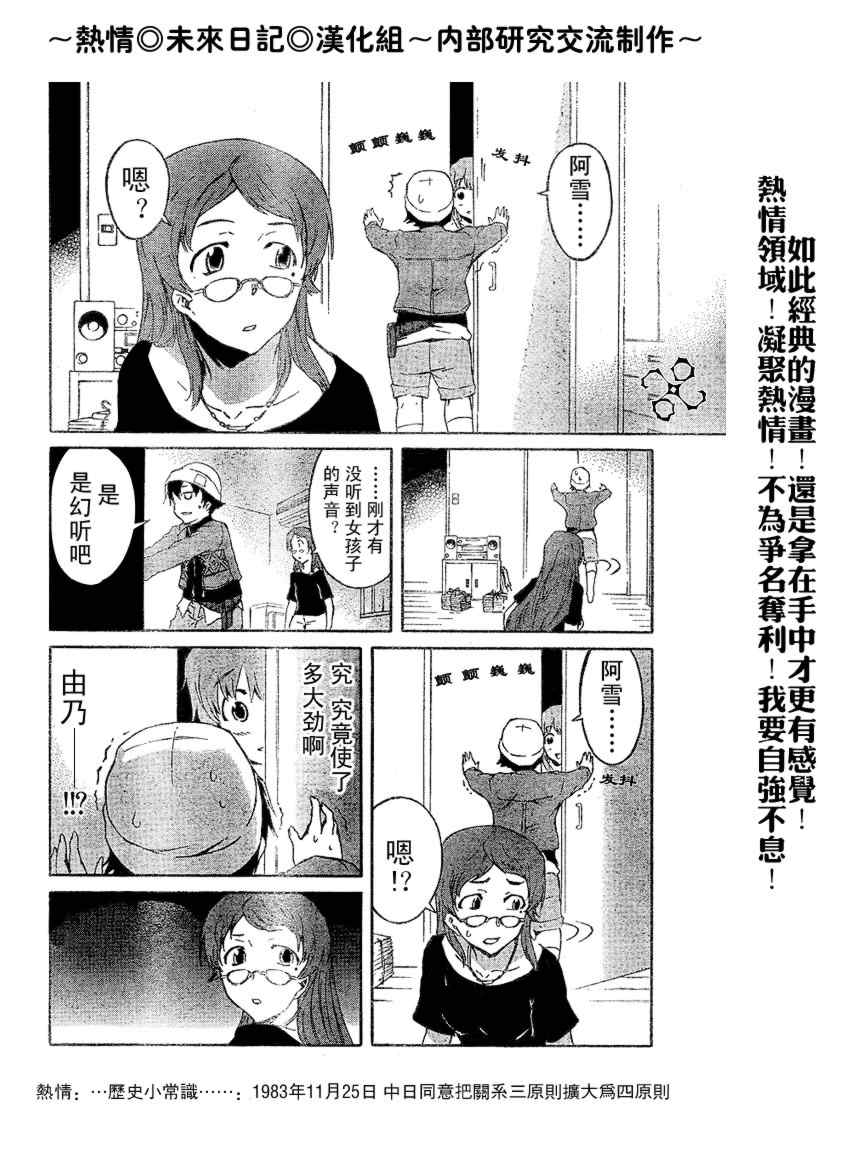 ～熱情◎未來日記◎漢化組～内部研究交流制作～
如此經典的漫畫！還是拿在手中才更有感覺！
熱情領域！凝聚熱情！不為爭名奪利！我要自強不息！
阿雪……
发抖
颤颤巍巍
嗯？
……刚才有
没听到女孩子
的声音？
是
是幻听吧
阿雪……
颤颤巍巍
发抖
嗯!?
究 究竟使了
多大劲啊
由乃——!!?
熱情：…歷史小常識……：1983年11月25日 中日同意把關系三原則擴大爲四原則